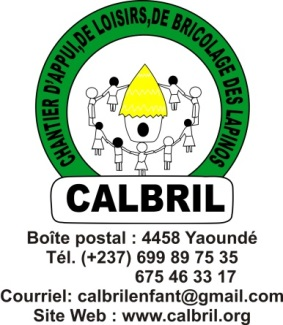 CHANTIER D'APPUI,DE LOISIRS,DE BRICOLAGE DES LAPINOS
CALBRIL
Boîte postal : 4458 Yaoundé
Tél. (+237) 699 89 75 35
675 46 33 17
Courriel: calbrilenfant@gmail.com
Site Web : www.calbril.org